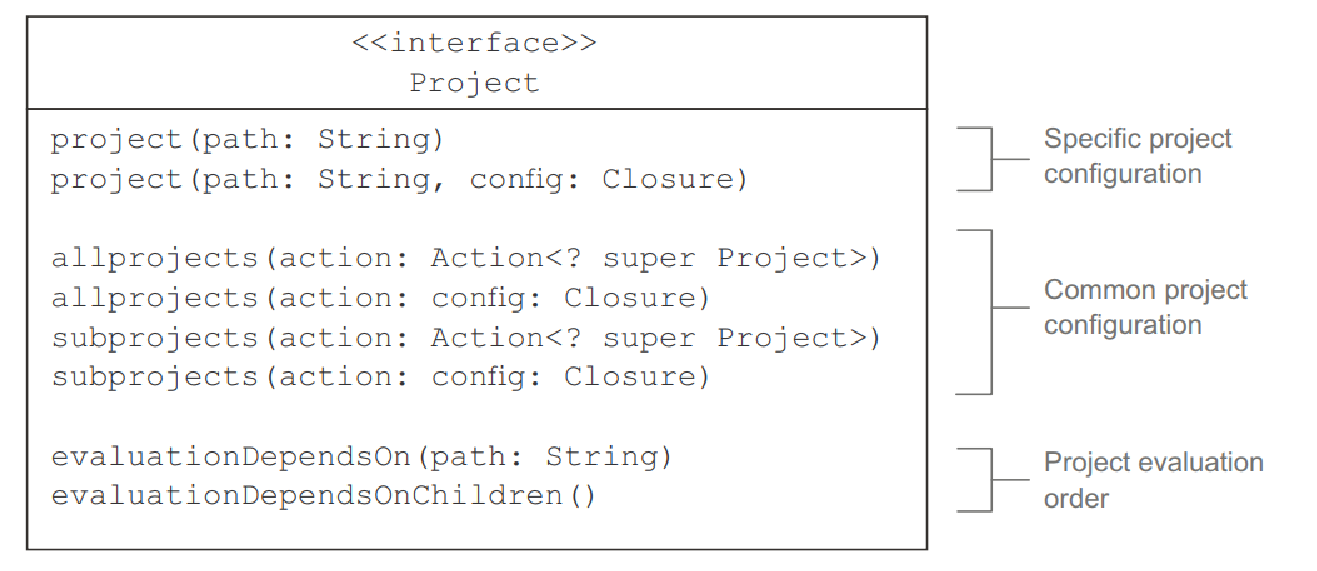 <<interface>>
Project
project(path: String)
project(path: String, config: Closure)
Specific project
configuration
allprojects(action: Action<? super Project>)
allprojects(action: config: Closure)
subprojects(action: Action<? super Project>)
subprojects(action: config: Closure)
Common project
configuration
evaluationDependsOn(path: String)
evaluationDependsOnChildren()
Project evaluation
order